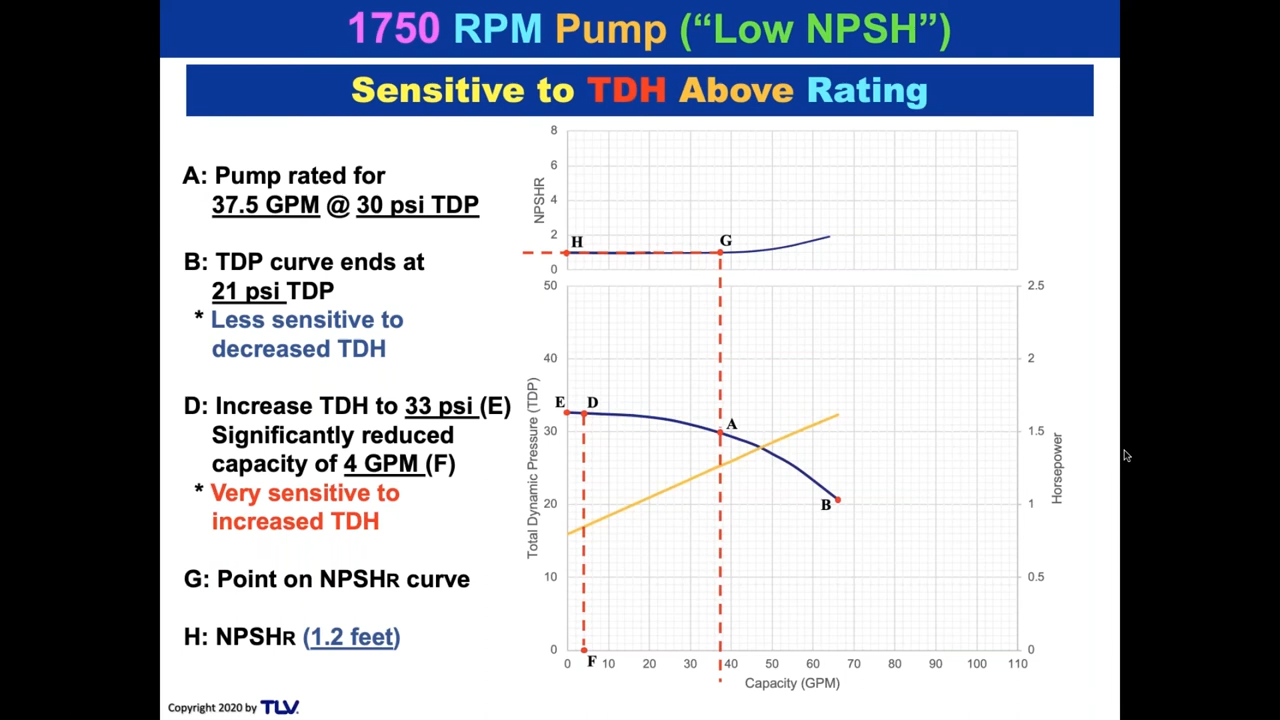 1750 RPM Pump (“Low NPSH”)
Sensitive to TDH Above Rating
A: Pump rated for
37.5 GPM @ 30 psi TDP
B: TDP curve ends at
21 psi TDP
* Less sensitive to
decreased TDH
D: Increase TDH to 33 psi (E)
Significantly reduced
capacity of 4 GPM (F)
* Very sensitive to
increased TDH
G: Point on NPSHR curve
H: NPSHR (1.2 feet)
Copyright 2020 by TLV.
8
6
4
2
0
NPSHR
H
G
50
40
30
20
10
0
Total Dynamic Pressure (TDP)
2.5
2
1.5
1
0.5
0
Horsepower
E
D
A
B
F
0 10 20 30 40 50 60 70 80 90 100 110
Capacity (GPM)